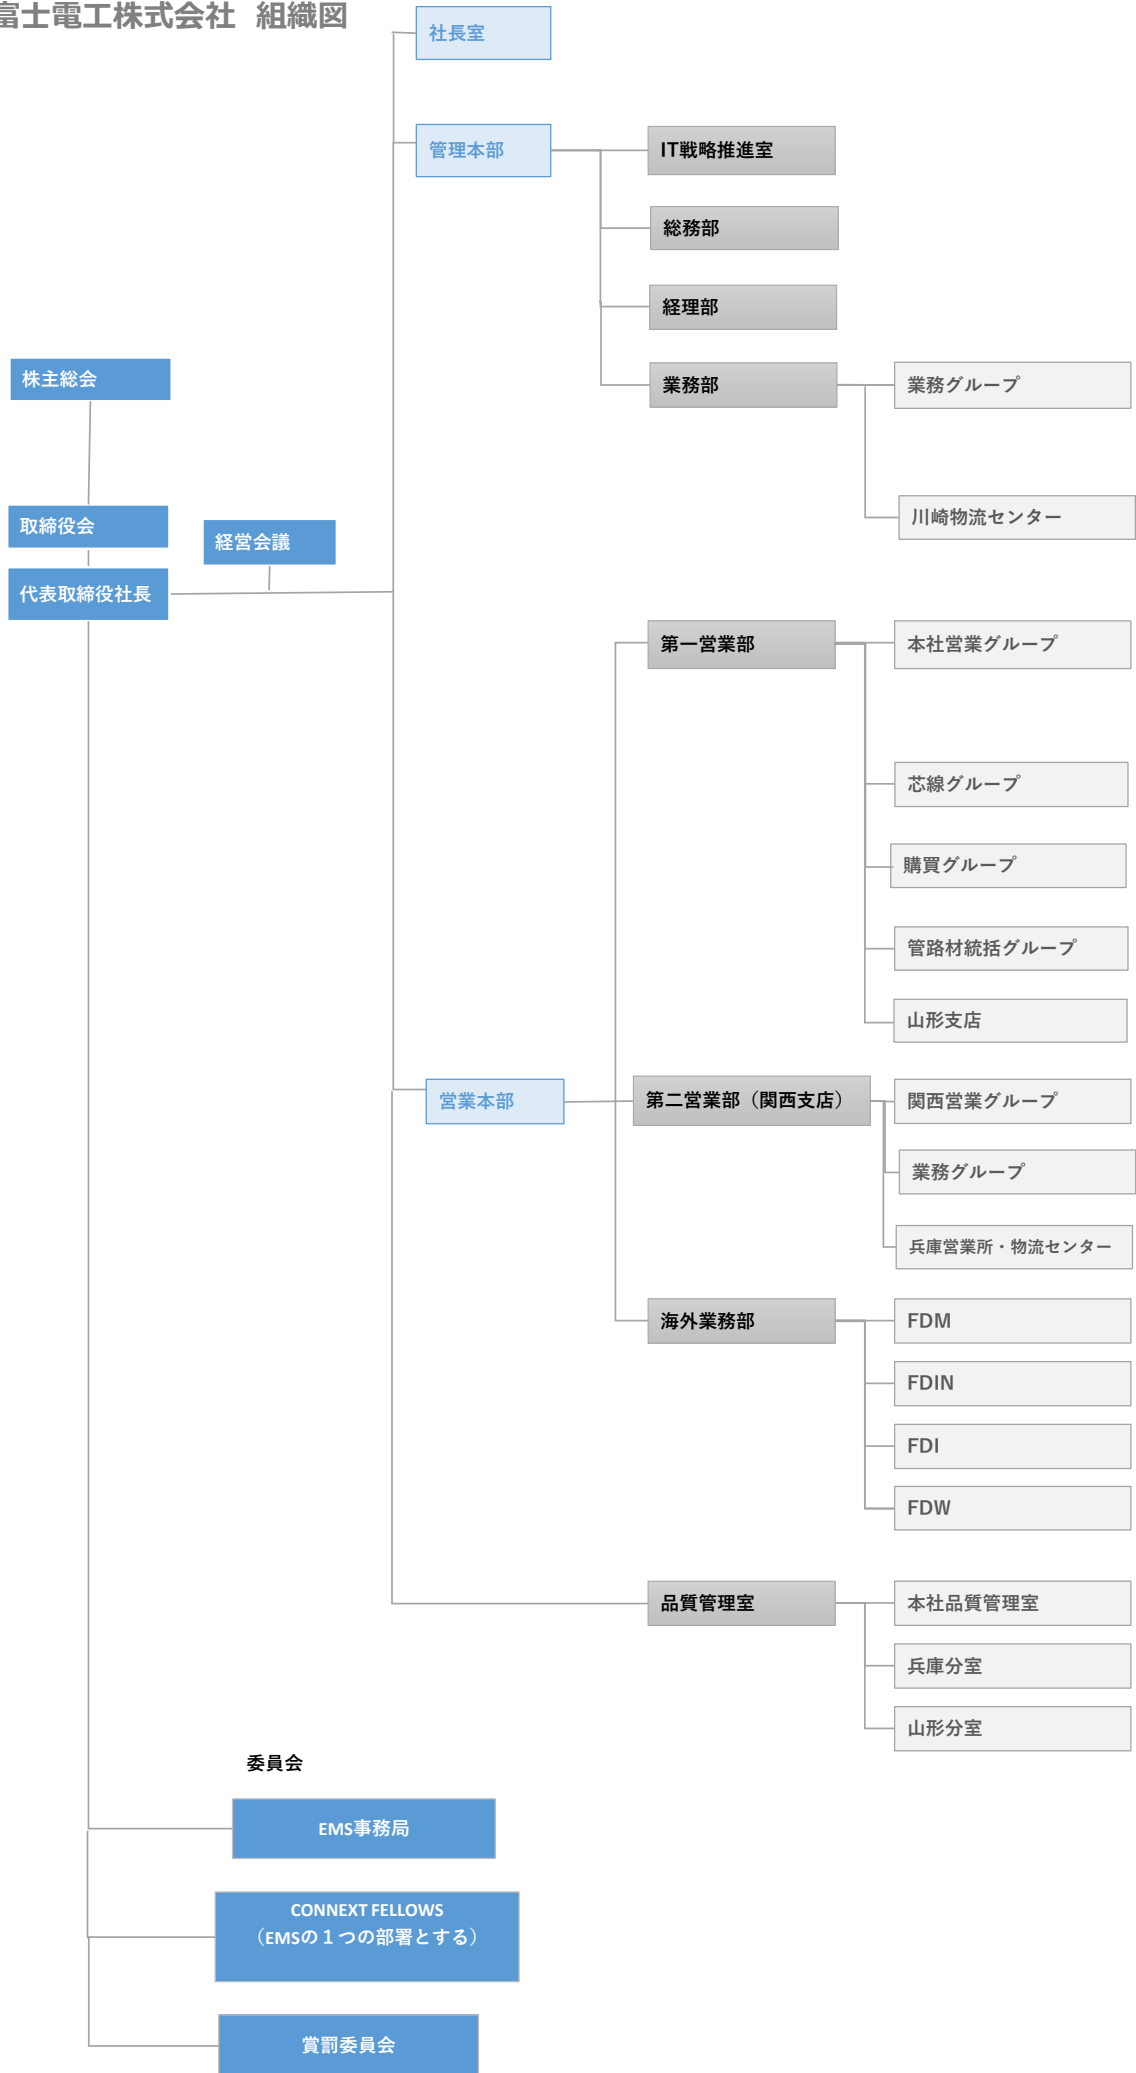 富士電工株式会社 組織図
社長室
管理本部
IT戦略推進室
総務部
経理部
業務部
業務グループ
川崎物流センター
株主総会
取締役会
代表取締役社長
経営会議
第一営業部
本社営業グループ
芯線グループ
購買グループ
管路材統括グループ
山形支店
営業本部
第二営業部（関西支店）
関西営業グループ
業務グループ
兵庫営業所・物流センター
海外業務部
FDM
FDIN
FDI
FDW
品質管理室
本社品質管理室
兵庫分室
山形分室
委員会
EMS事務局
CONNEXT FELLOWS
（EMSの１つの部署とする）
賞罰委員会